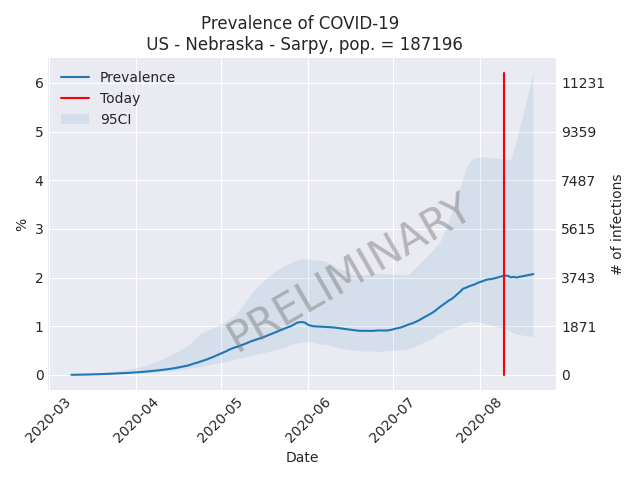 Prevalence of COVID-19
US - Nebraska - Sarpy, pop. = 187196
Prevalence
Today
95CI
PRELIMINARY
%
6
5
4
3
2
1
0
11231
9359
7487
5615
3743
1871
0
# of infections
2020-03
2020-04
2020-05
2020-06
2020-07
2020-08
Date